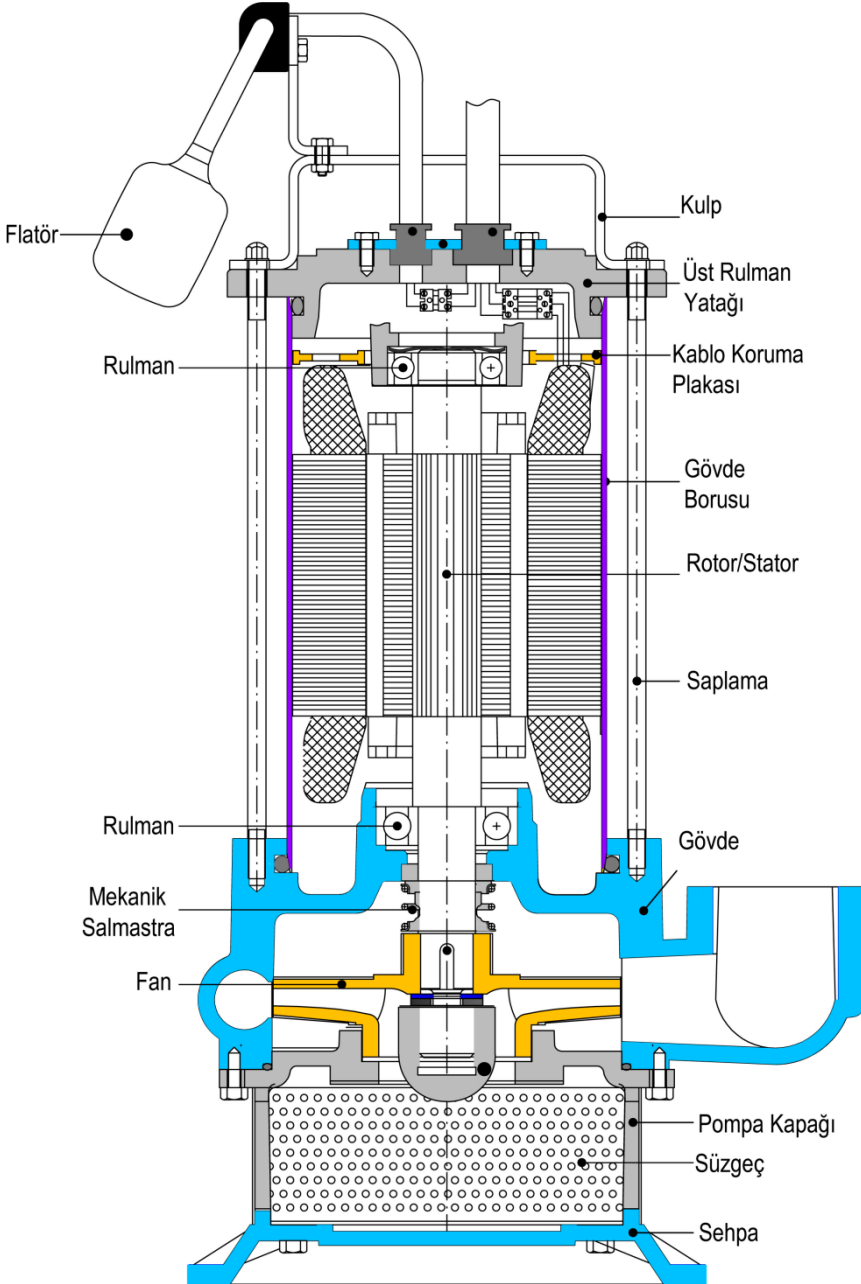 Flatör
Kulp
Üst Rulman
Yatağı
Rulman
Kablo Koruma
Plakası
Gövde
Borusu
Rotor/Stator
Saplama
Rulman
Gövde
Mekanik
Salmastra
Fan
Pompa Kapağı
Süzgeç
Sehpa